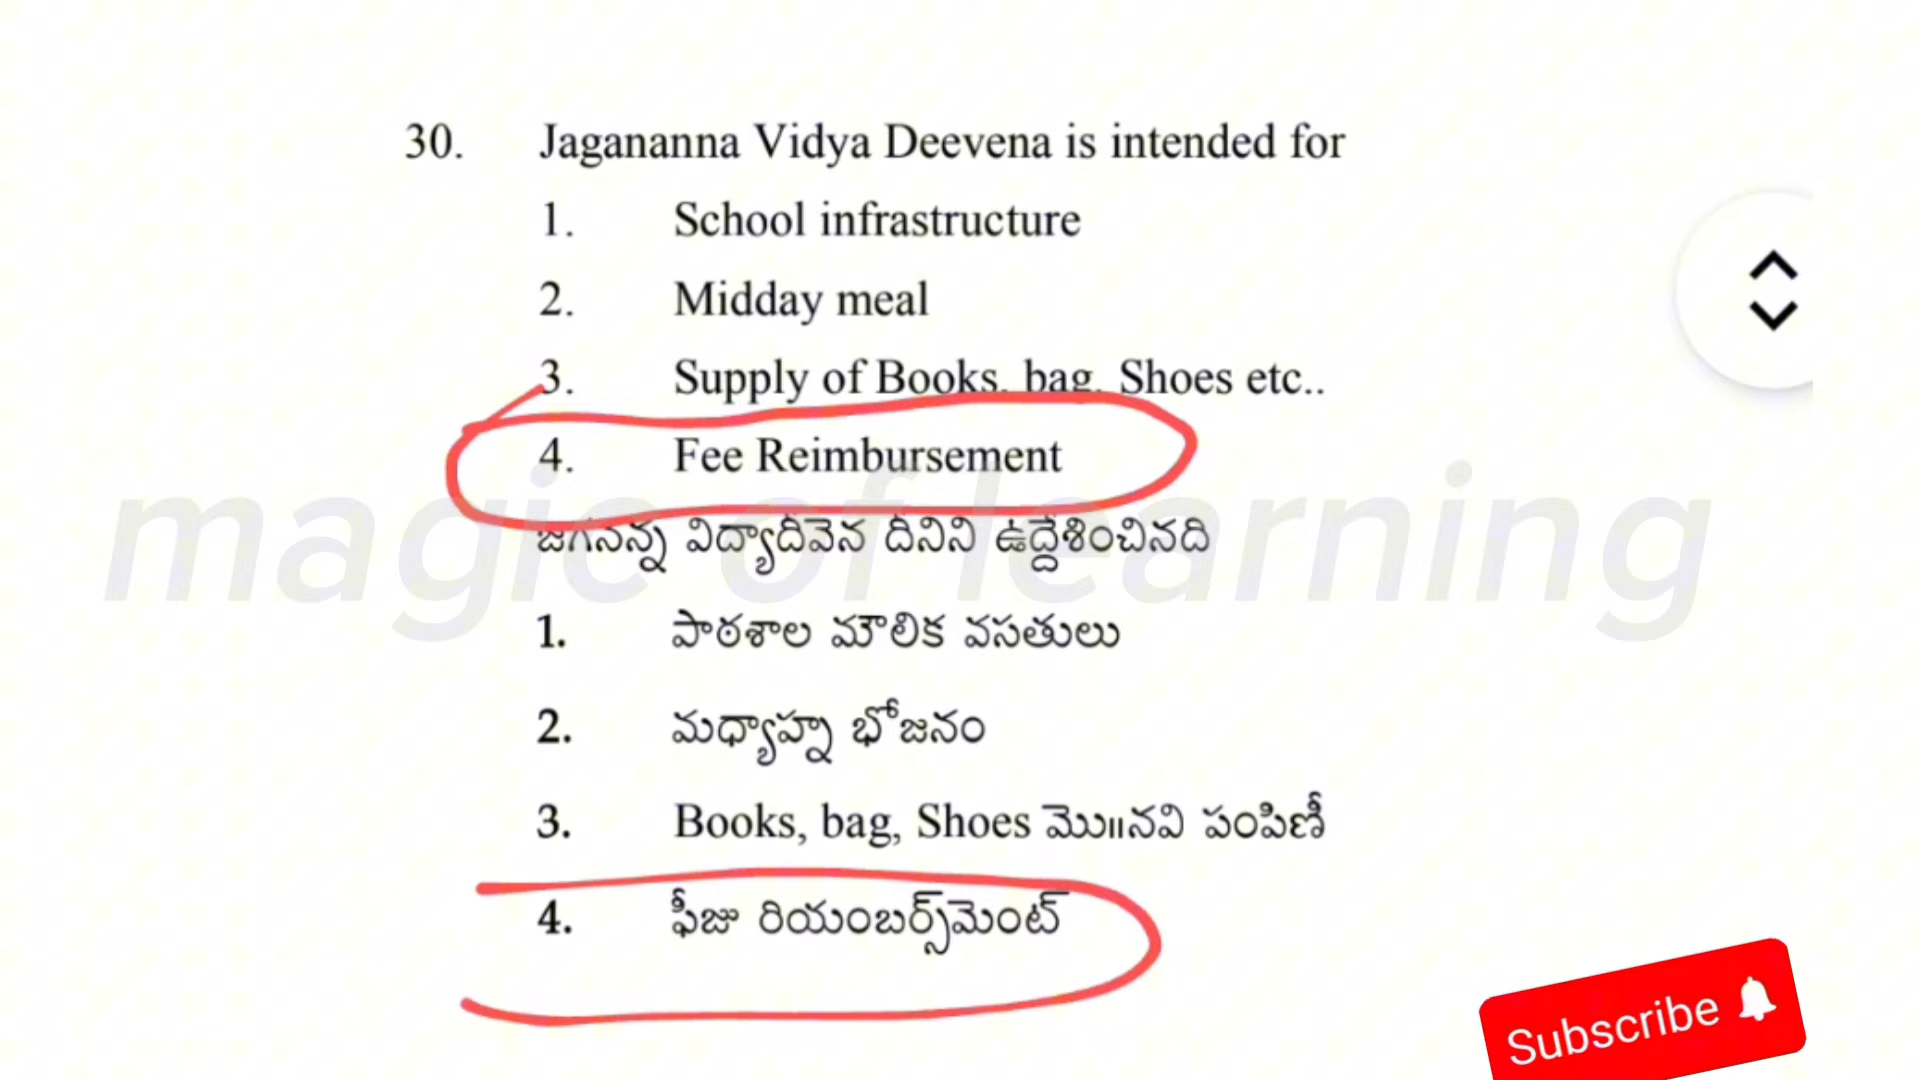 30. Jagananna Vidya Deevena is intended for
1. School infrastructure
2. Midday meal
3. Supply of Books, bag, Shoes etc..
4. Fee Reimbursement
జగనన్న విద్యాదీవెన దీనిని ఉద్దేశించినది
magic of learning
1. పాఠశాల మౌలిక వసతులు
2. మధ్యాహ్న భోజనం
3. Books, bag, Shoes మొ॥నవి పంపిణీ
4. ఫీజు రియంబర్స్‌మెంట్
Subscribe